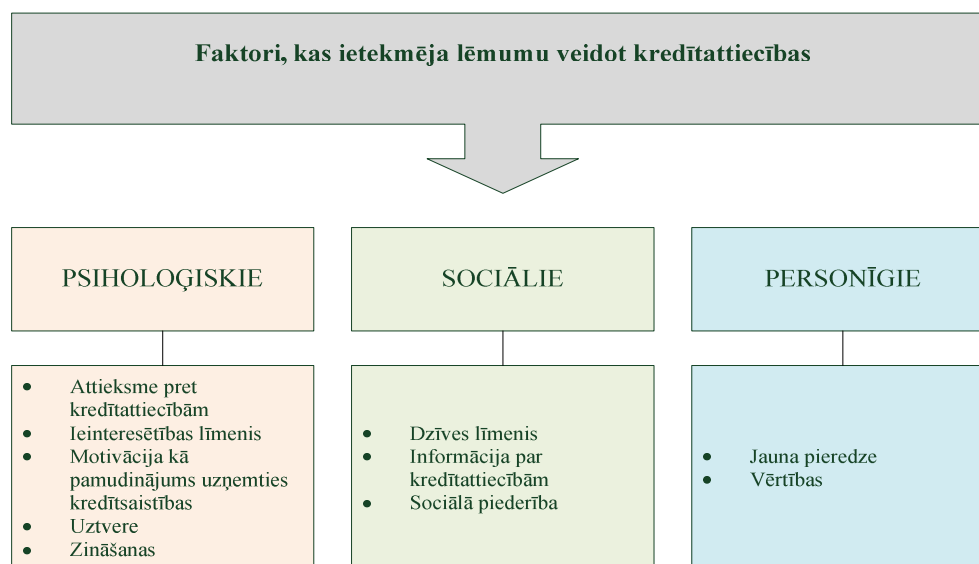 Faktori, kas ietekmēja lēmumu veidot kredītattiecības
PSIHOLOĢISKIE
SOCIĀLIE
PERSONĪGIE
• Attieksme pret
kredītattiecībām
• Ieinteresētības līmenis
• Motivācija kā
pamudinājums uzņemties
kredītsaistības
• Uztvere
• Zināšanas
• Dzīves līmenis
• Informācija par
kredītattiecībām
• Sociālā piederība
• Jauna pieredze
• Vērtības